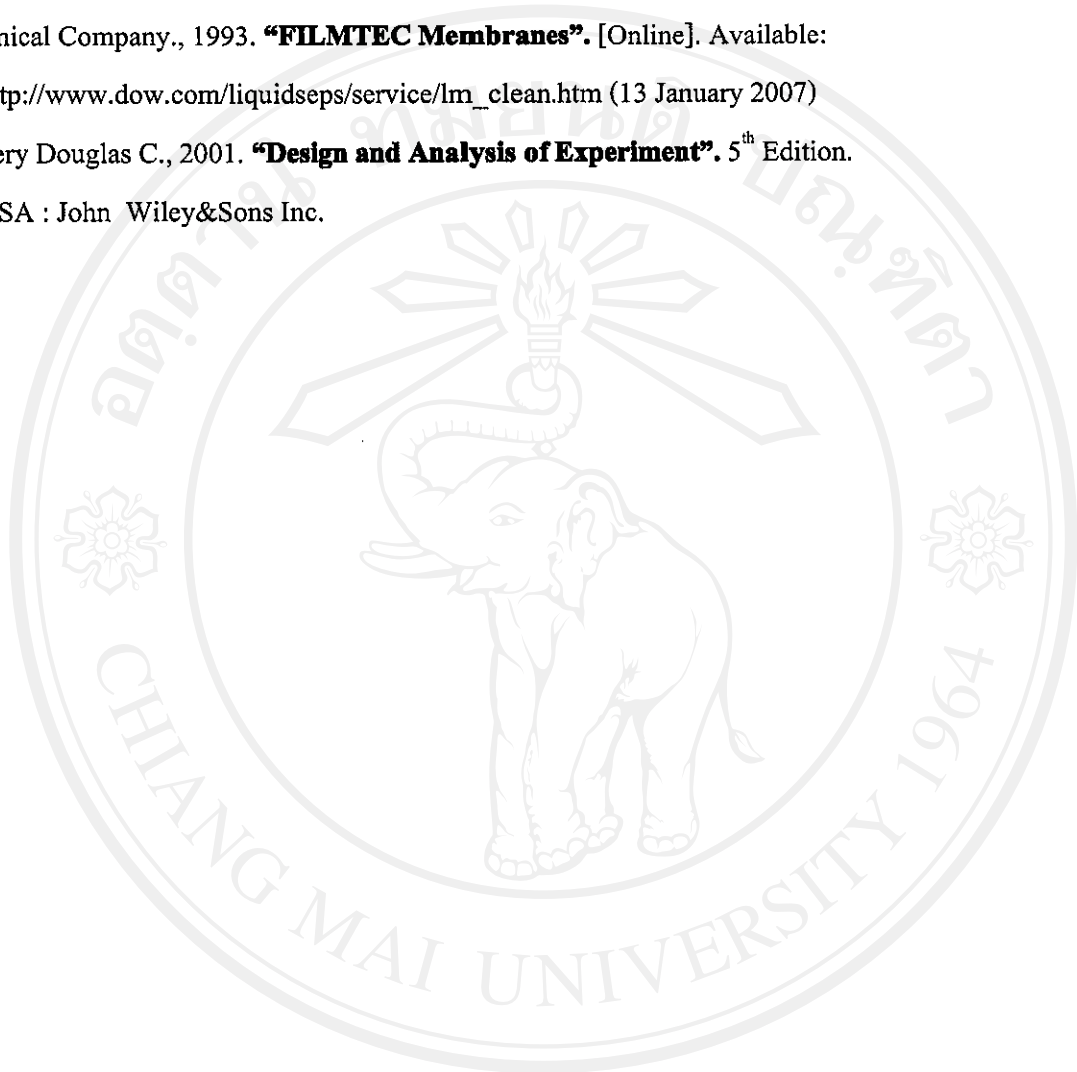 nical Company., 1993. “FILMTEC Membranes”. [Online]. Available:
tp://www.dow.com/liquidseps/service/lm_clean.htm (13 January 2007)
ery Douglas C., 2001. “Design and Analysis of Experiment”. 5th Edition.
SA : John Wiley&Sons Inc.
CHIANG MAI UNIVERSITY 1964